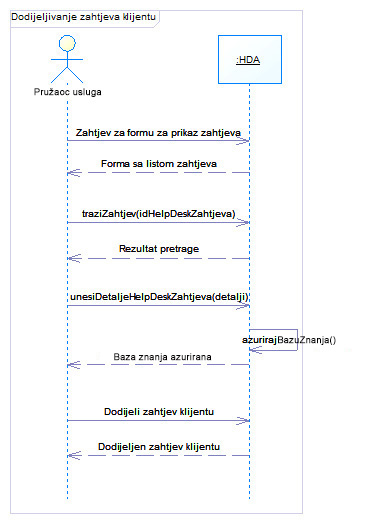 Dodijeljivanje zahtjeva klijentu
:HDA
Pružaoc usluga
Zahtjev za formu za prikaz zahtjeva
Forma sa listom zahtjeva
traziZahtjev(idHelpDeskZahtjeva)
Rezultat pretrage
unesiDetaljeHelpDeskZahtjeva(detalji)
azurirajBazuZnanja()
Baza znanja azurirana
Dodijeli zahtjev klijentu
Dodijeljen zahtjev klijentu